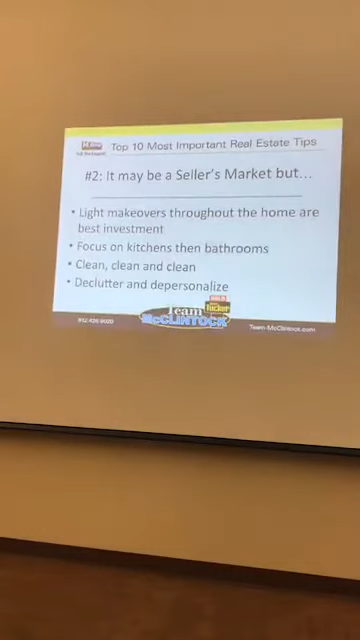 Top 10 Most Important Real Estate Tips
#2: It may be a Seller's Market but...
• Light makeovers throughout the home are
best investment
• Focus on kitchens then bathrooms
• Clean, clean and clean
• Declutter and depersonalize
SOLD
Tucker
Team
McCLINTOCK
Team-McClintock.com